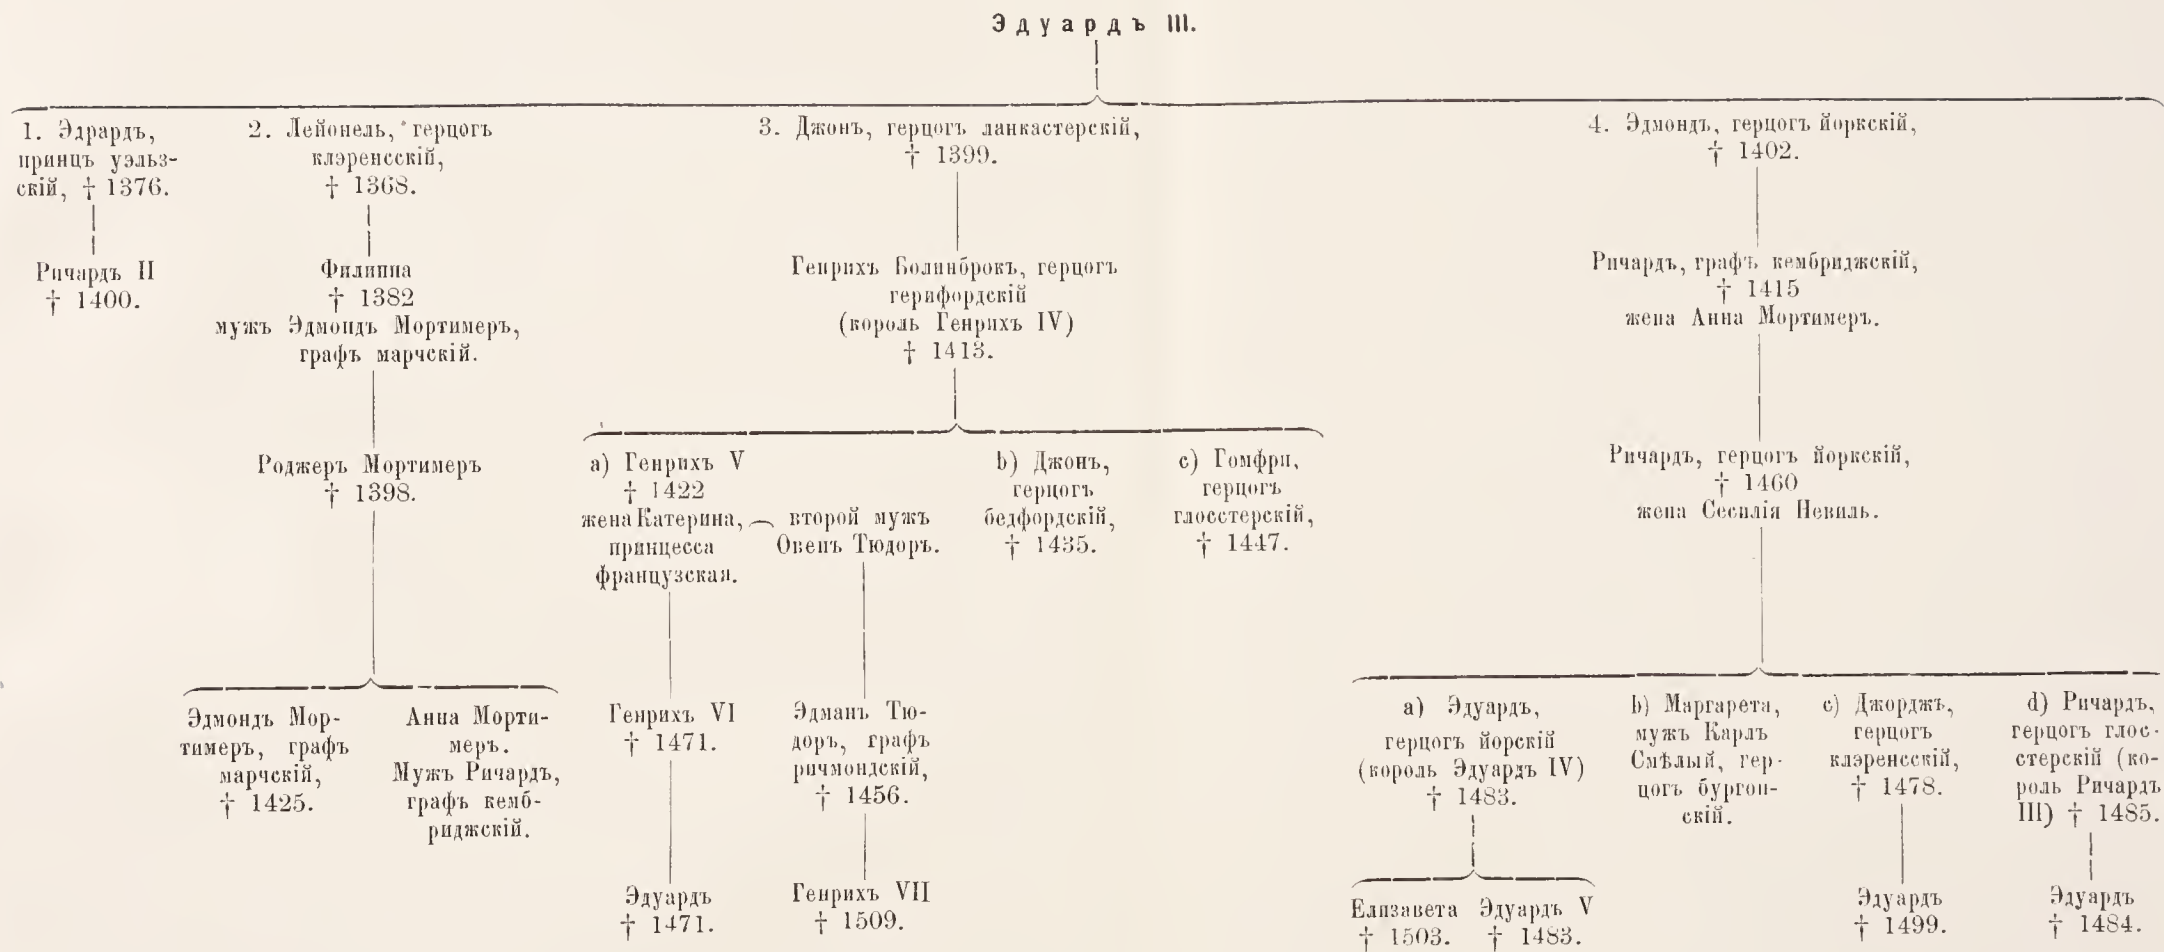 Эдуардъ III.
1. Эдрардъ,
принцъ уэльз-
скій, † 1376.
Ричардъ II
† 1400.
2. Лейонель, герцогъ
клэренсскій,
† 1368.
Филиппа
† 1382
мужъ Эдмондъ Мортимеръ,
графъ марчскій.
Роджеръ Мортимеръ
† 1398.
Эдмондъ Мор-
тимеръ, графъ
марчскій,
† 1425.
Анна Морти-
меръ.
Мужъ Ричардъ,
графъ кемб-
риджскій.
3. Джонъ, герцогъ ланкастерскій,
† 1399.
Генрихъ Болинброкъ, герцогъ
герифордскій
(король Генрихъ IV)
† 1413.
a) Генрихъ V
† 1422
жена Катерина,
принцесса
французская.
второй мужъ
Овенъ Тюдоръ.
b) Джонъ,
герцогъ
бедфордскій,
† 1435.
c) Гомфри,
герцогъ
глосстерскій,
† 1447.
Генрихъ VI
† 1471.
Эдуардъ
† 1471.
Эдманъ Тю-
доръ, графъ
ричмондскій,
† 1456.
Генрихъ VII
† 1509.
4. Эдмондъ, герцогъ йоркскій,
† 1402.
Ричардъ, графъ кембриджскій,
† 1415
жена Анна Мортимеръ.
Ричардъ, герцогъ йоркскій,
† 1460
жена Сесилія Невиль.
a) Эдуардъ,
герцогъ йорскій
(король Эдуардъ IV)
† 1483.
b) Маргарета,
мужъ Карлъ
Смѣлый, гер-
цогъ бургон-
скій.
c) Джорджъ,
герцогъ
клэренсскій,
† 1478.
d) Ричардъ,
герцогъ глос-
стерскій (ко-
роль Ричардъ
III) † 1485.
Елизавета
† 1503.
Эдуардъ V
† 1483.
Эдуардъ
† 1499.
Эдуардъ
† 1484.